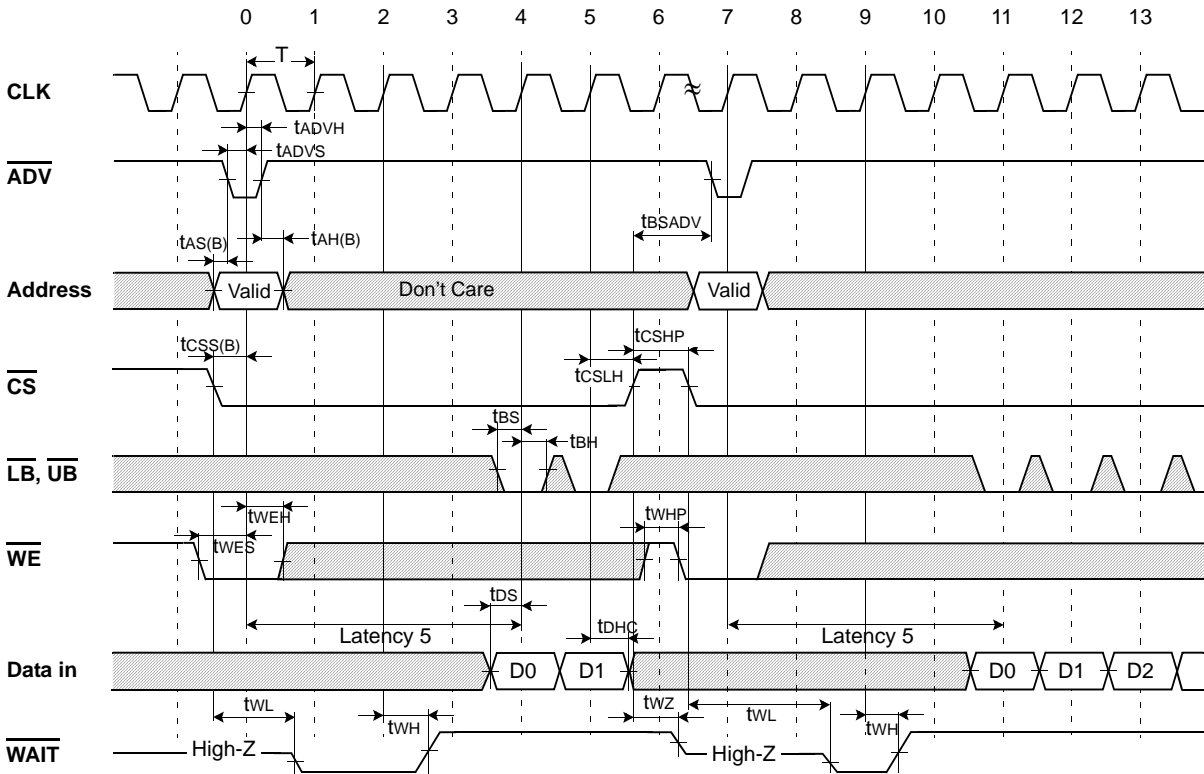 0 1 2 3 4 5 6 7 8 9 10 11 12 13
T
CLK
tADVH
tADVS
ADV
tBSADV
tAS(B) tAH(B)
Address Valid Don't Care Valid
tCSS(B) tCSHP
tCSLH
CS
tBS
tBH
LB, UB
tWEH tWHP
tWES
WE
tDS
tDHC
Latency 5 Latency 5
Data in D0 D1 D0 D1 D2
tWL tWH tWZ tWL tWH
WAIT High-Z High-Z